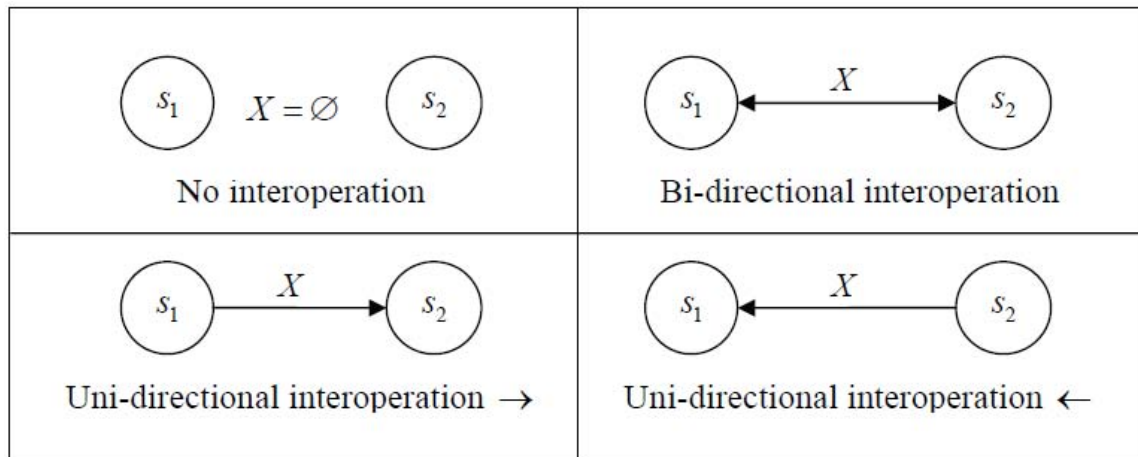 s₁ X = ∅ s₂
No interoperation
X
s₁ s₂
Bi-directional interoperation
X
s₁ s₂
Uni-directional interoperation →
X
s₁ s₂
Uni-directional interoperation ←